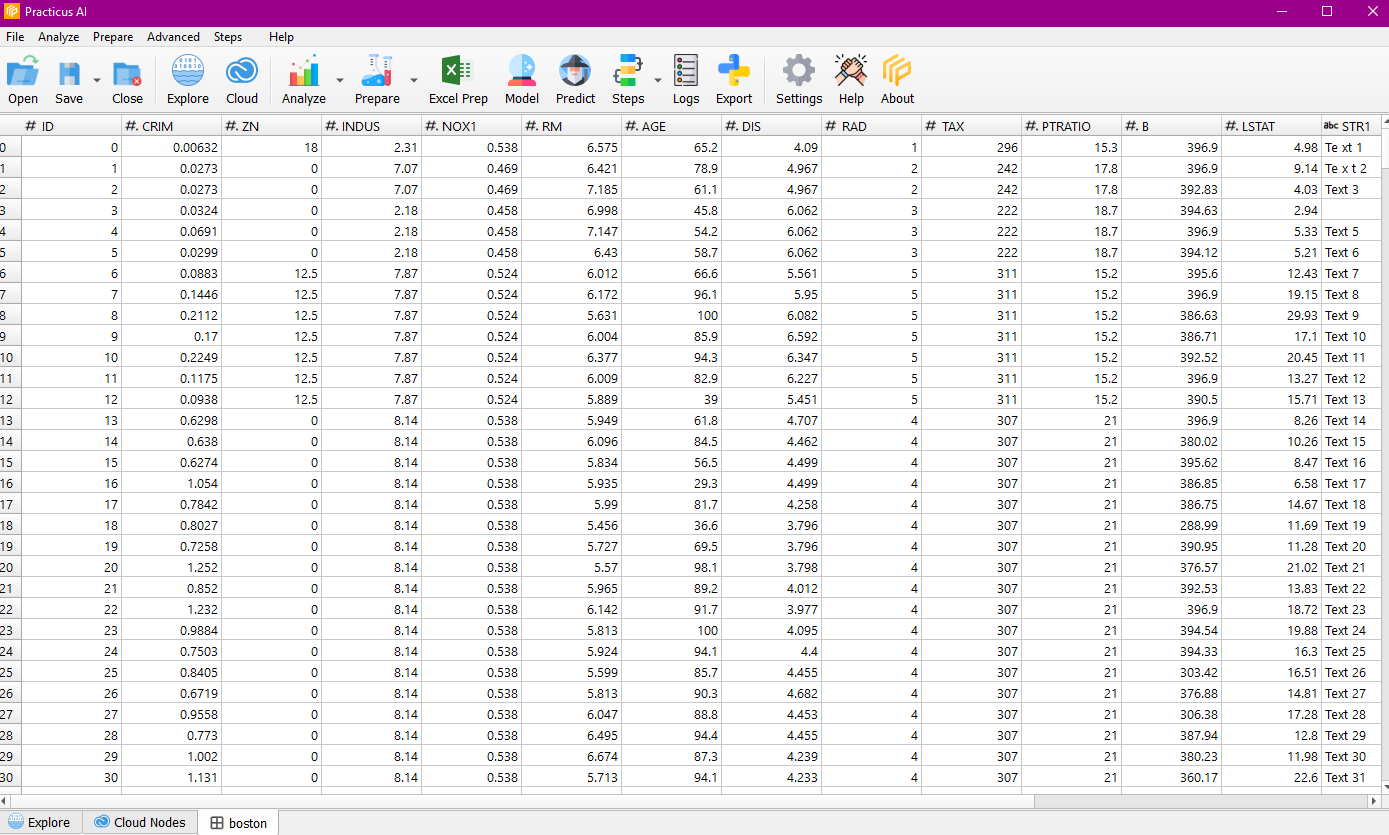 Practicus AI
File Analyze Prepare Advanced Steps Help
Open Save Close Explore Cloud Analyze Prepare Excel Prep Model Predict Steps Logs Export Settings Help About
# ID #. CRIM #. ZN #. INDUS #. NOX1 #. RM #. AGE #. DIS # RAD # TAX #. PTRATIO #. B #. LSTAT abc STR1
0 0 0.00632 18 2.31 0.538 6.575 65.2 4.09 1 296 15.3 396.9 4.98 Te xt 1
1 1 0.0273 0 7.07 0.469 6.421 78.9 4.967 2 242 17.8 396.9 9.14 Te x t 2
2 2 0.0273 0 7.07 0.469 7.185 61.1 4.967 2 242 17.8 392.83 4.03 Text 3
3 3 0.0324 0 2.18 0.458 6.998 45.8 6.062 3 222 18.7 394.63 2.94
4 4 0.0691 0 2.18 0.458 7.147 54.2 6.062 3 222 18.7 396.9 5.33 Text 5
5 5 0.0299 0 2.18 0.458 6.43 58.7 6.062 3 222 18.7 394.12 5.21 Text 6
6 6 0.0883 12.5 7.87 0.524 6.012 66.6 5.561 5 311 15.2 395.6 12.43 Text 7
7 7 0.1446 12.5 7.87 0.524 6.172 96.1 5.95 5 311 15.2 396.9 19.15 Text 8
8 8 0.2112 12.5 7.87 0.524 5.631 100 6.082 5 311 15.2 386.63 29.93 Text 9
9 9 0.17 12.5 7.87 0.524 6.004 85.9 6.592 5 311 15.2 386.71 17.1 Text 10
10 10 0.2249 12.5 7.87 0.524 6.377 94.3 6.347 5 311 15.2 392.52 20.45 Text 11
11 11 0.1175 12.5 7.87 0.524 6.009 82.9 6.227 5 311 15.2 396.9 13.27 Text 12
12 12 0.0938 12.5 7.87 0.524 5.889 39 5.451 5 311 15.2 390.5 15.71 Text 13
13 13 0.6298 0 8.14 0.538 5.949 61.8 4.707 4 307 21 396.9 8.26 Text 14
14 14 0.638 0 8.14 0.538 6.096 84.5 4.462 4 307 21 380.02 10.26 Text 15
15 15 0.6274 0 8.14 0.538 5.834 56.5 4.499 4 307 21 395.62 8.47 Text 16
16 16 1.054 0 8.14 0.538 5.935 29.3 4.499 4 307 21 386.85 6.58 Text 17
17 17 0.7842 0 8.14 0.538 5.99 81.7 4.258 4 307 21 386.75 14.67 Text 18
18 18 0.8027 0 8.14 0.538 5.456 36.6 3.796 4 307 21 288.99 11.69 Text 19
19 19 0.7258 0 8.14 0.538 5.727 69.5 3.796 4 307 21 390.95 11.28 Text 20
20 20 1.252 0 8.14 0.538 5.57 98.1 3.798 4 307 21 376.57 21.02 Text 21
21 21 0.852 0 8.14 0.538 5.965 89.2 4.012 4 307 21 392.53 13.83 Text 22
22 22 1.232 0 8.14 0.538 6.142 91.7 3.977 4 307 21 396.9 18.72 Text 23
23 23 0.9884 0 8.14 0.538 5.813 100 4.095 4 307 21 394.54 19.88 Text 24
24 24 0.7503 0 8.14 0.538 5.924 94.1 4.4 4 307 21 394.33 16.3 Text 25
25 25 0.8405 0 8.14 0.538 5.599 85.7 4.455 4 307 21 303.42 16.51 Text 26
26 26 0.6719 0 8.14 0.538 5.813 90.3 4.682 4 307 21 376.88 14.81 Text 27
27 27 0.9558 0 8.14 0.538 6.047 88.8 4.453 4 307 21 306.38 17.28 Text 28
28 28 0.773 0 8.14 0.538 6.495 94.4 4.455 4 307 21 387.94 12.8 Text 29
29 29 1.002 0 8.14 0.538 6.674 87.3 4.239 4 307 21 380.23 11.98 Text 30
30 30 1.131 0 8.14 0.538 5.713 94.1 4.233 4 307 21 360.17 22.6 Text 31
Explore Cloud Nodes boston